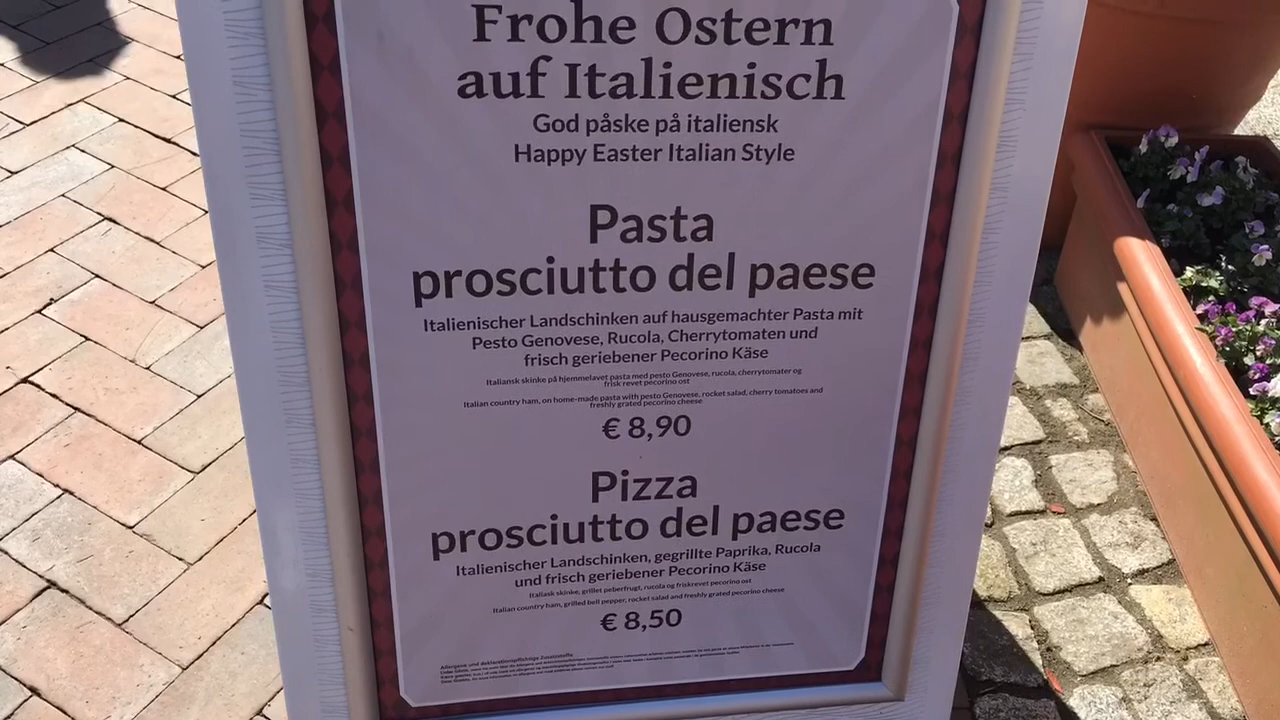 Frohe Ostern
auf Italienisch
God påske på italiensk
Happy Easter Italian Style
Pasta
prosciutto del paese
Italienischer Landschinken auf hausgemachter Pasta mit
Pesto Genovese, Rucola, Cherrytomaten und
frisch geriebener Pecorino Käse
Italiansk skinke på hjemmelavet pasta med pesto Genovese, rucola, cherrytomater og
frisk revet pecorino ost
Italian country ham, on home-made pasta with pesto Genovese, rocket salad, cherry tomatoes and
freshly grated pecorino cheese
€ 8,90
Pizza
prosciutto del paese
Italienischer Landschinken, gegrillte Paprika, Rucola
und frisch geriebener Pecorino Käse
Italiask skinke, grillet peberfrugt, rucola og friskrevet pecorino ost
Italian country ham, grilled bell pepper, rocket salad and freshly grated pecorino cheese
€ 8,50
Allergene und deklarationspflichtige Zusatzstoffe